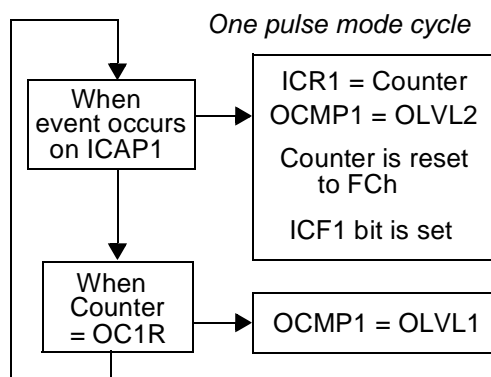 One pulse mode cycle
When
event occurs
on ICAP1
ICR1 = Counter
OCMP1 = OLVL2
Counter is reset
to FCh
ICF1 bit is set
When
Counter
= OC1R
OCMP1 = OLVL1